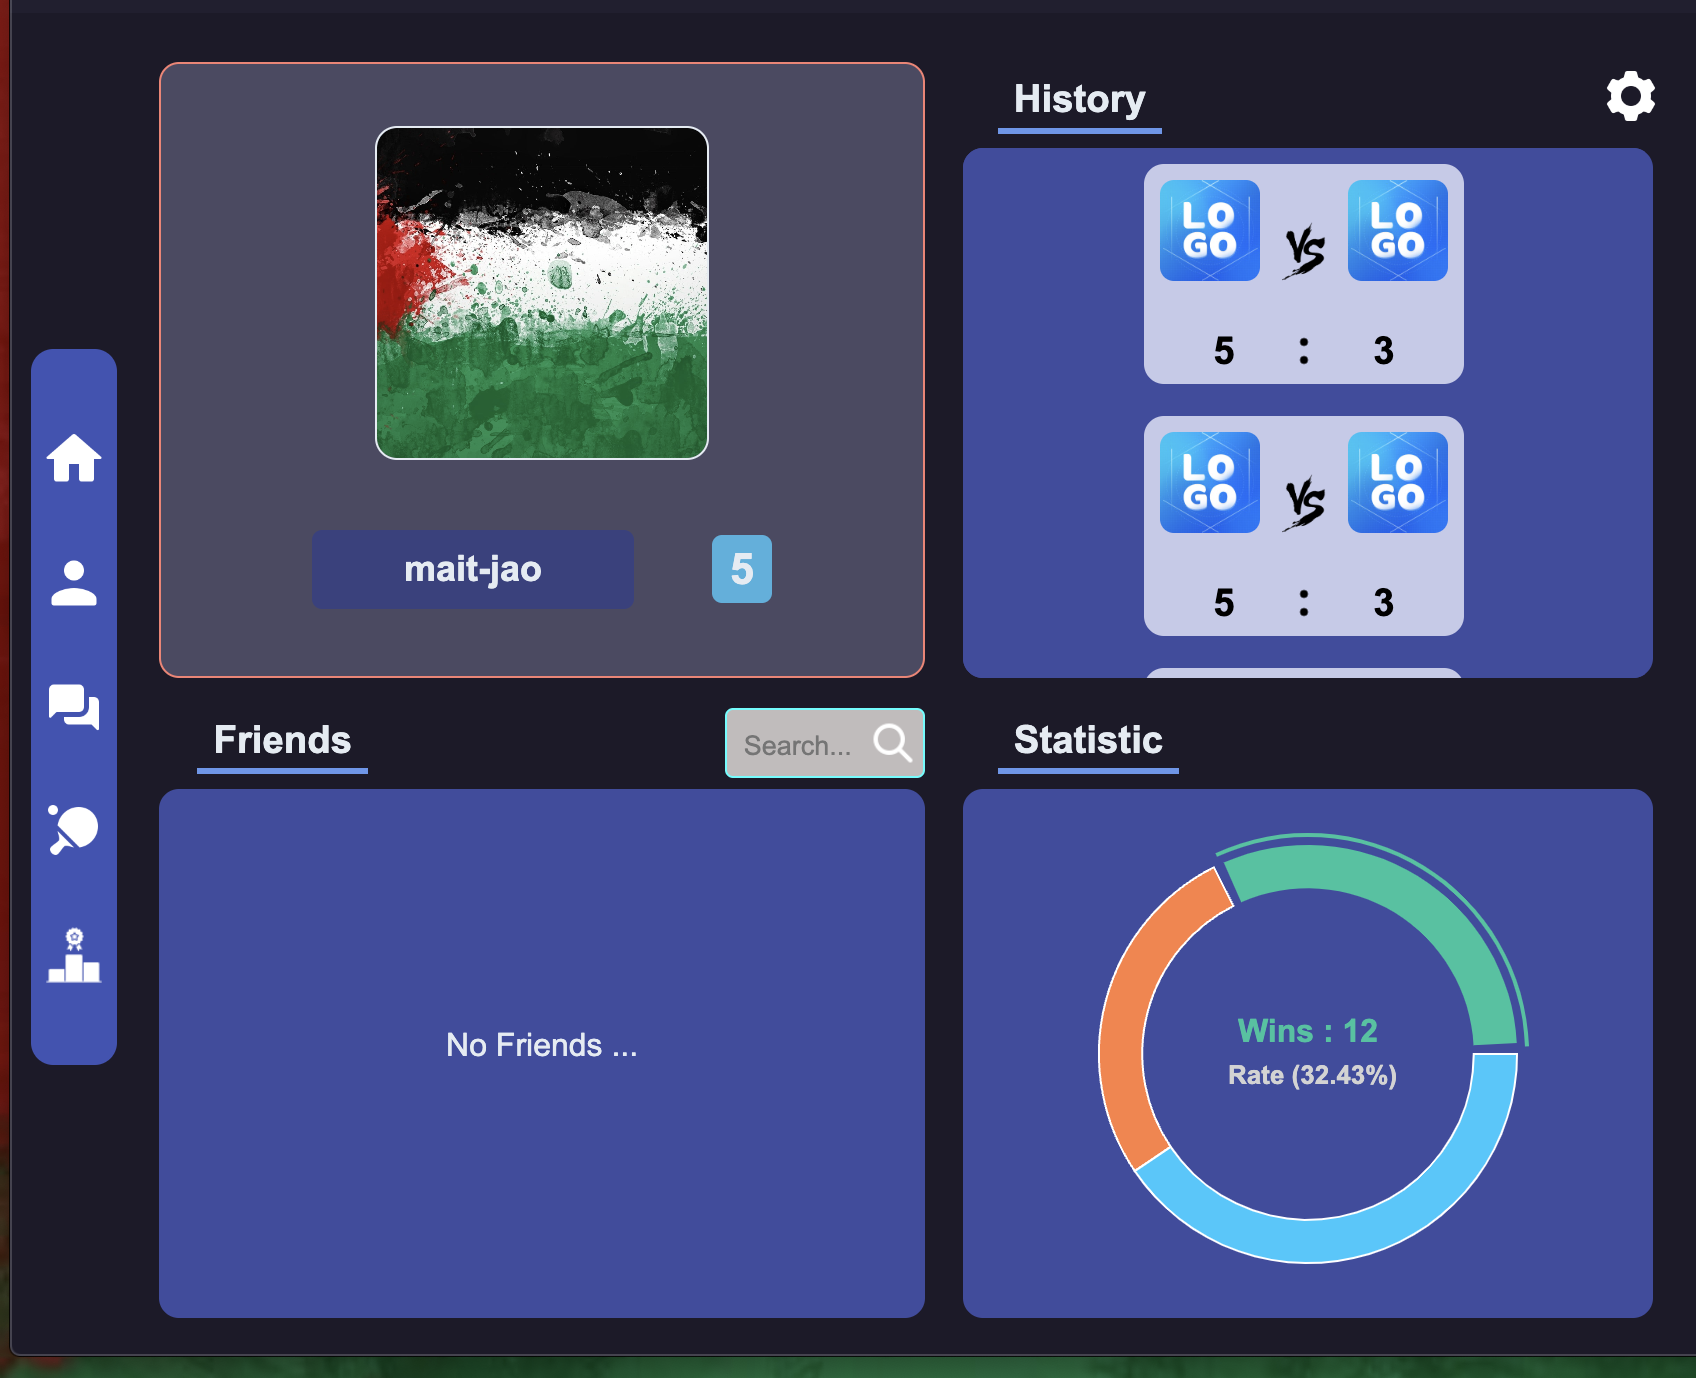 History
LO
GO
VS
LO
GO
5 : 3
LO
GO
VS
LO
GO
5 : 3
mait-jao
5
Friends
Search...
No Friends ...
Statistic
Wins : 12
Rate (32.43%)